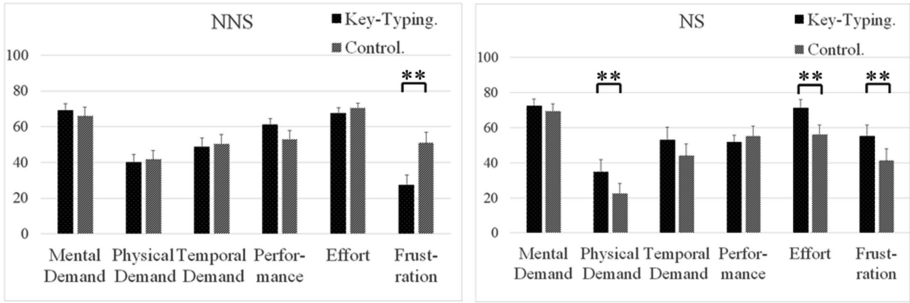 NNS
Key-Typing.
Control.
**
100
80
60
40
20
0
Mental Physical Temporal Perfor- Effort Frust-
Demand Demand Demand mance ration
NS
Key-Typing.
Control.
** ** **
100
80
60
40
20
0
Mental Physical Temporal Perfor- Effort Frust-
Demand Demand Demand mance ration